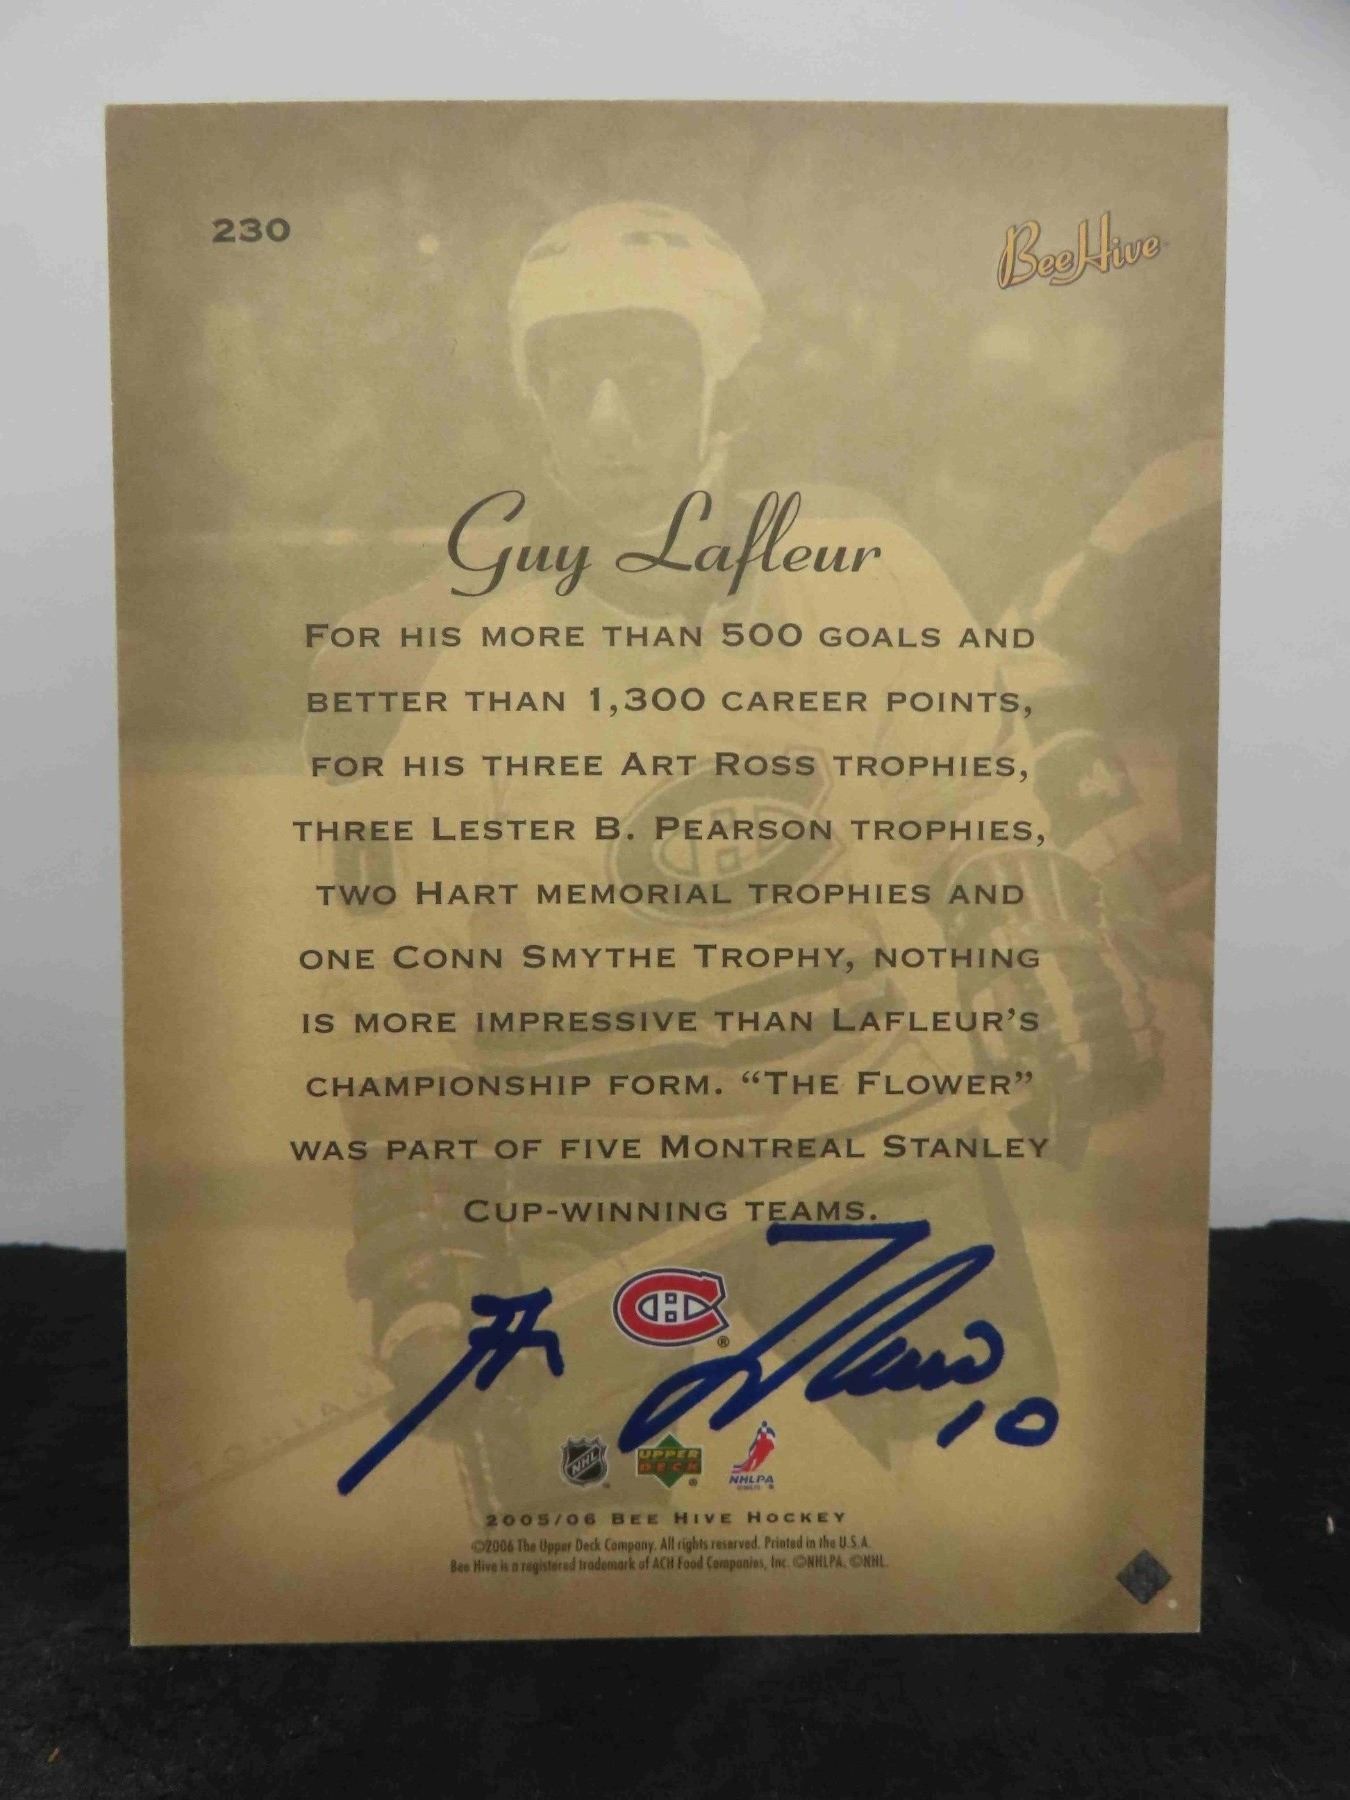 230
BeeHive
Guy Lafleur
FOR HIS MORE THAN 500 GOALS AND
BETTER THAN 1,300 CAREER POINTS,
FOR HIS THREE ART ROSS TROPHIES,
THREE LESTER B. PEARSON TROPHIES,
TWO HART MEMORIAL TROPHIES AND
ONE CONN SMYTHE TROPHY, NOTHING
IS MORE IMPRESSIVE THAN LAFLEUR'S
CHAMPIONSHIP FORM. “THE FLOWER”
WAS PART OF FIVE MONTREAL STANLEY
CUP-WINNING TEAMS.
CH ®
10
NHL UPPER DECK ® NHLPA ®
2005/06 BEE HIVE HOCKEY
©2006 The Upper Deck Company. All rights reserved. Printed in the U.S.A.
Bee Hive is a registered trademark of ACH Food Companies, Inc. ©NHLPA. ©NHL.